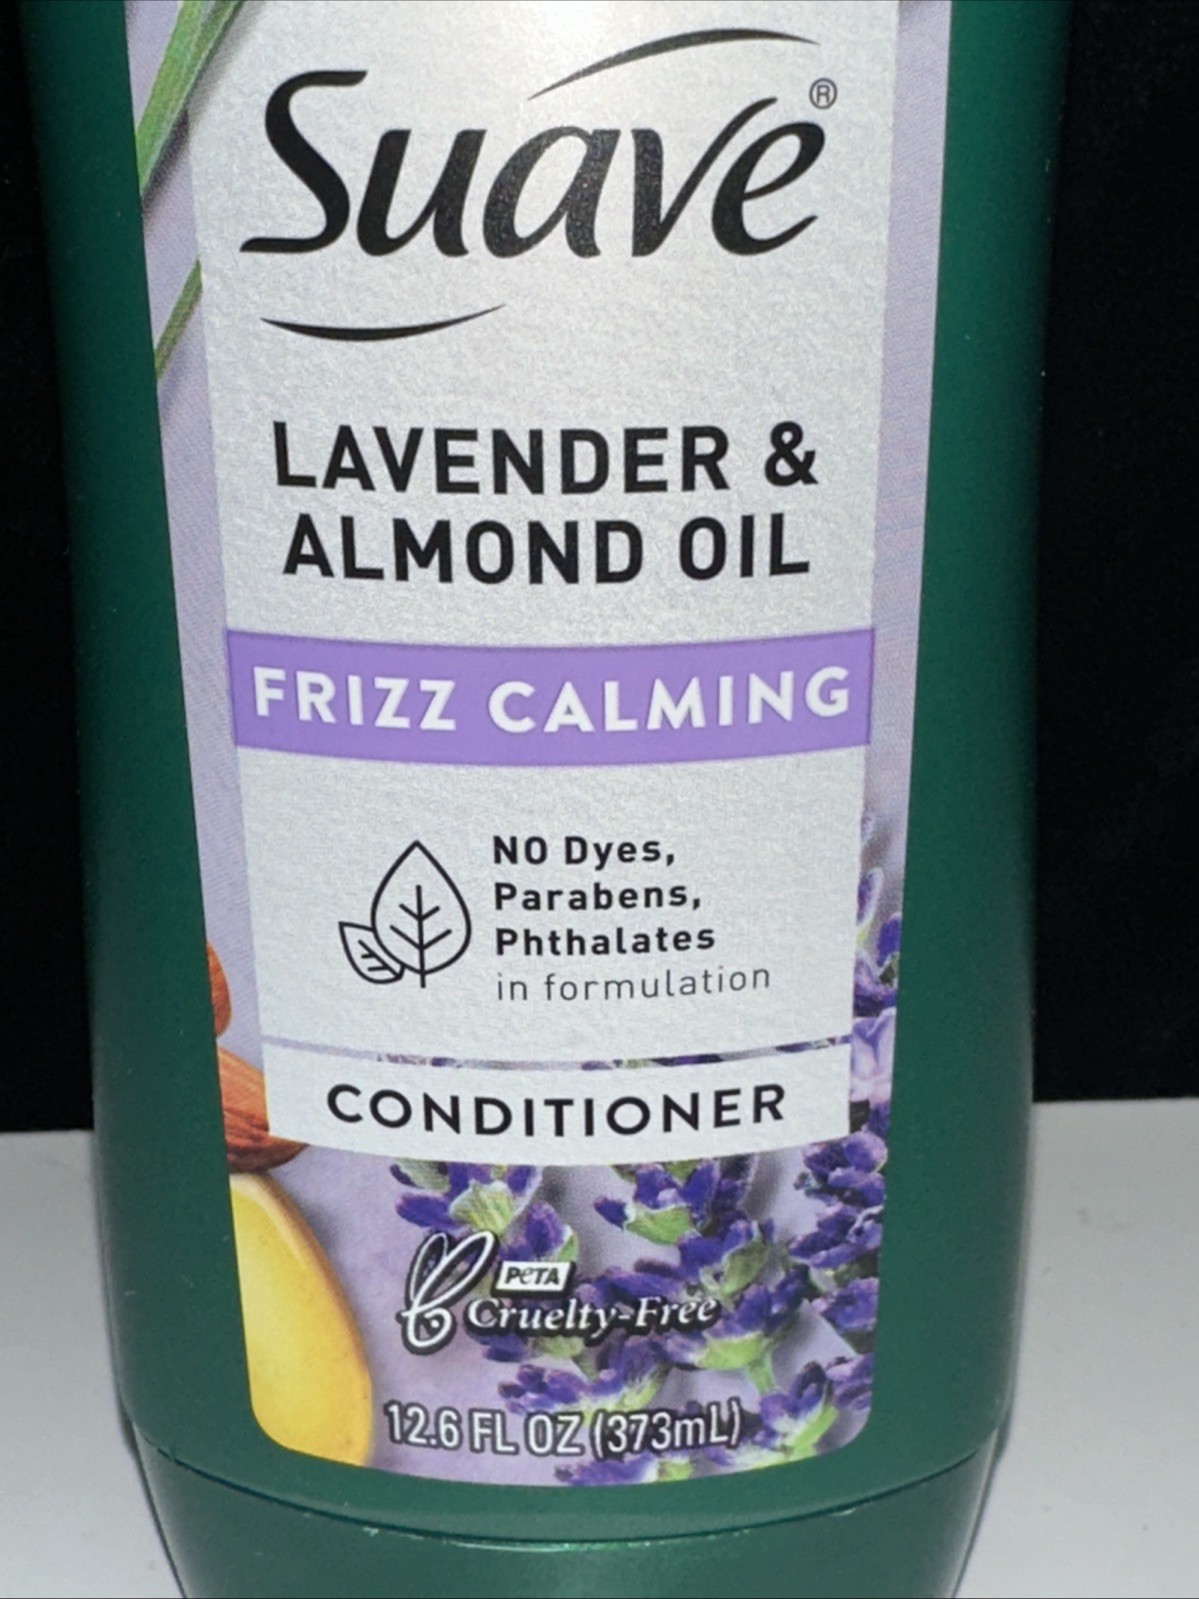 Suave®
LAVENDER &
ALMOND OIL
FRIZZ CALMING
NO Dyes,
Parabens,
Phthalates
in formulation
CONDITIONER
PETA
Cruelty-Free
12.6 FL OZ (373mL)